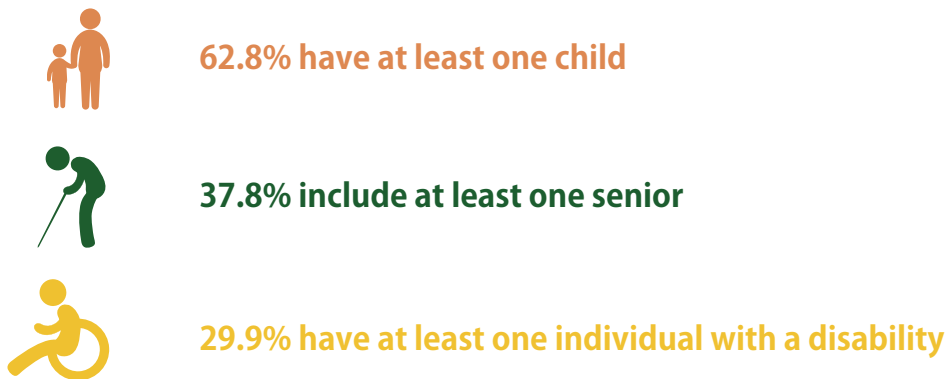 62.8% have at least one child
37.8% include at least one senior
29.9% have at least one individual with a disability